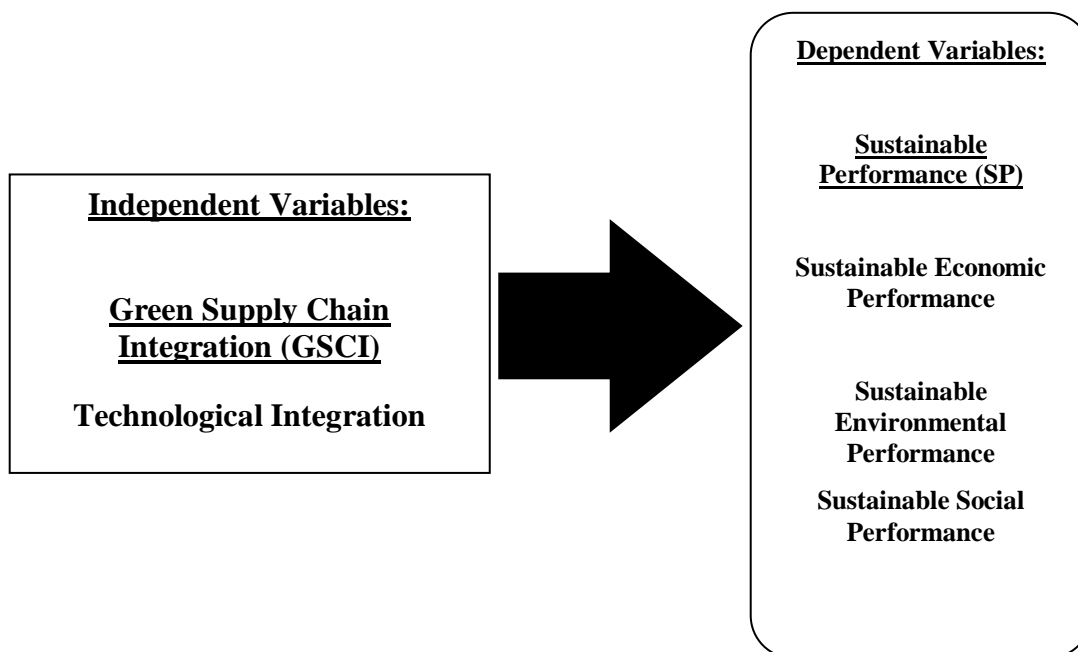 Independent Variables:
Green Supply Chain
Integration (GSCI)
Technological Integration
Dependent Variables:
Sustainable
Performance (SP)
Sustainable Economic
Performance
Sustainable
Environmental
Performance
Sustainable Social
Performance